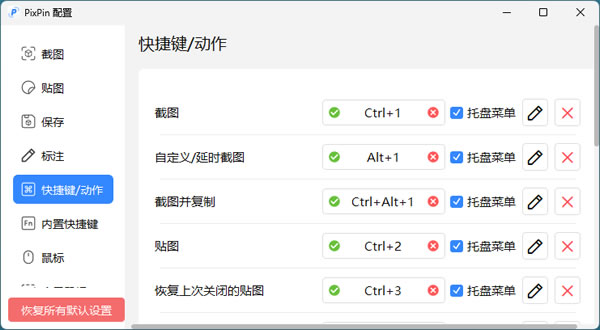 PixPin 配置
截图
贴图
保存
标注
快捷键/动作
Fn 内置快捷键
鼠标
恢复所有默认设置
快捷键/动作
截图 Ctrl+1 托盘菜单
自定义/延时截图 Alt+1 托盘菜单
截图并复制 Ctrl+Alt+1 托盘菜单
贴图 Ctrl+2 托盘菜单
恢复上次关闭的贴图 Ctrl+3 托盘菜单